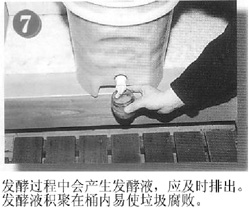 7
发酵过程中会产生发酵液，应及时排出。
发酵液积聚在桶内易使垃圾腐败。